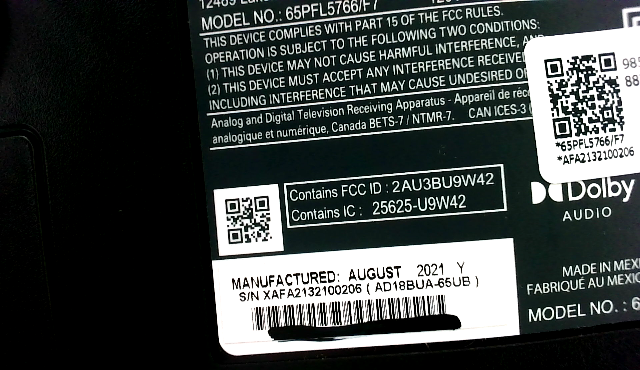 12489 
MODEL NO.: 65PFL5766/F7
THIS DEVICE COMPLIES WITH PART 15 OF THE FCC RULES.
OPERATION IS SUBJECT TO THE FOLLOWING TWO CONDITIONS:
(1) THIS DEVICE MAY NOT CAUSE HARMFUL INTERFERENCE,
(2) THIS DEVICE MUST ACCEPT ANY INTERFERENCE
INCLUDING INTERFERENCE THAT MAY CAUSE UNDESIRED
Analog and Digital Television Receiving Apparatus - Appareil de
analogique et numérique, Canada BETS-7 / NTMR-7. CAN ICES-3
*65PFL5766/F7
*AFA2132100206
Contains FCC ID : 2AU3BU9W42
Contains IC : 25625-U9W42
Dolby
AUDIO
MANUFACTURED: AUGUST 2021 Y
S/N XAFA2132100206 ( AD18BUA-65UB )
MADE IN
FABRIQUÉ AU
MODEL NO. :